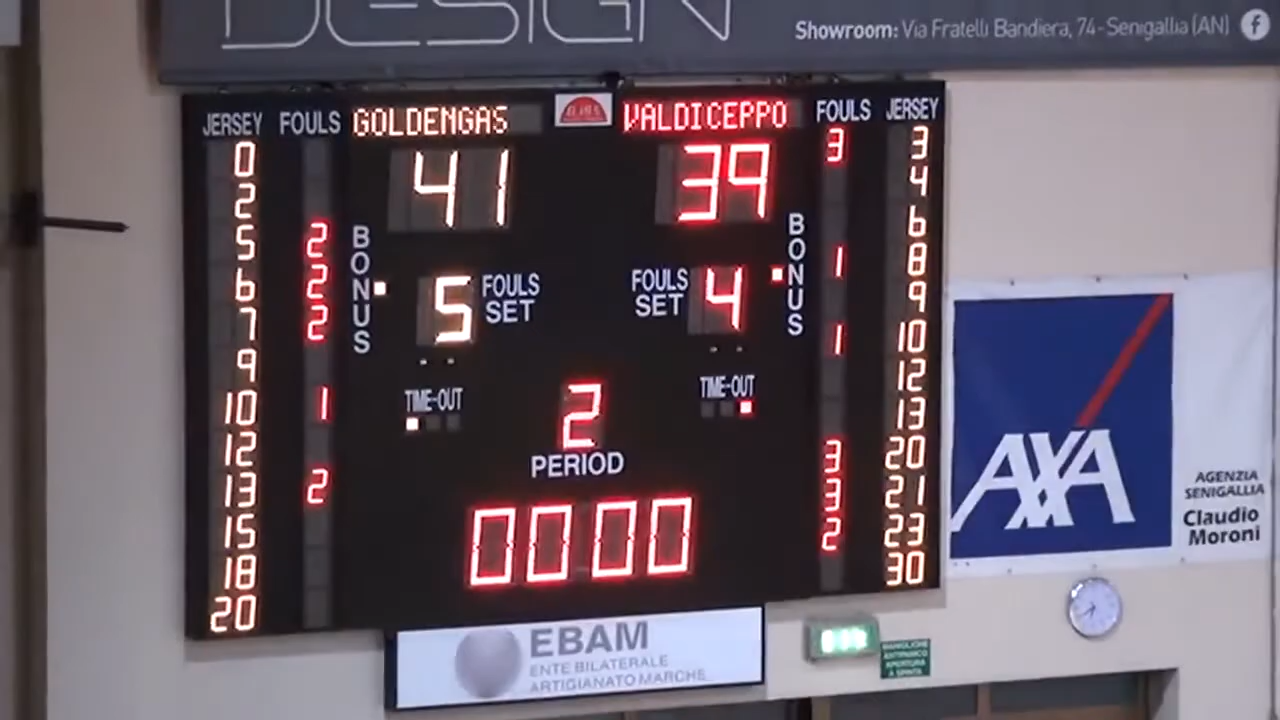 DESIGN
Showroom: Via Fratelli Bandiera, 74 - Senigallia (AN) f
JERSEY FOULS GOLDENGAS VALDICEPPO FOULS JERSEY
0 41 39 3 3
2 4
5 2 6
6 2 BONUS 5 FOULS SET FOULS SET 4 BONUS 1 8
7 2 9
9 1 10
10 1 TIME-OUT 2 TIME-OUT 12
12 PERIOD 13
13 2 3 20
15 0000 3 21
18 2 23
20 30
AXA
AGENZIA
SENIGALLIA
Claudio
Moroni
EBAM
ENTE BILATERALE
ARTIGIANATO MARCHE
MANIGLIONE
ANTIPANICO
APERTURA
A SPINTA